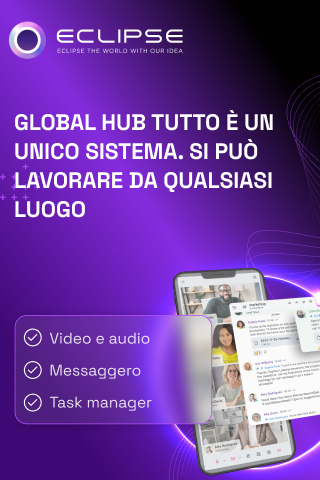 ECLIPSE
ECLIPSE THE WORLD WITH OUR IDEA
GLOBAL HUB TUTTO È UN
UNICO SISTEMA. SI PUÒ
LAVORARE DA QUALSIASI
LUOGO
Video e audio
Messaggero
Task manager
marketing